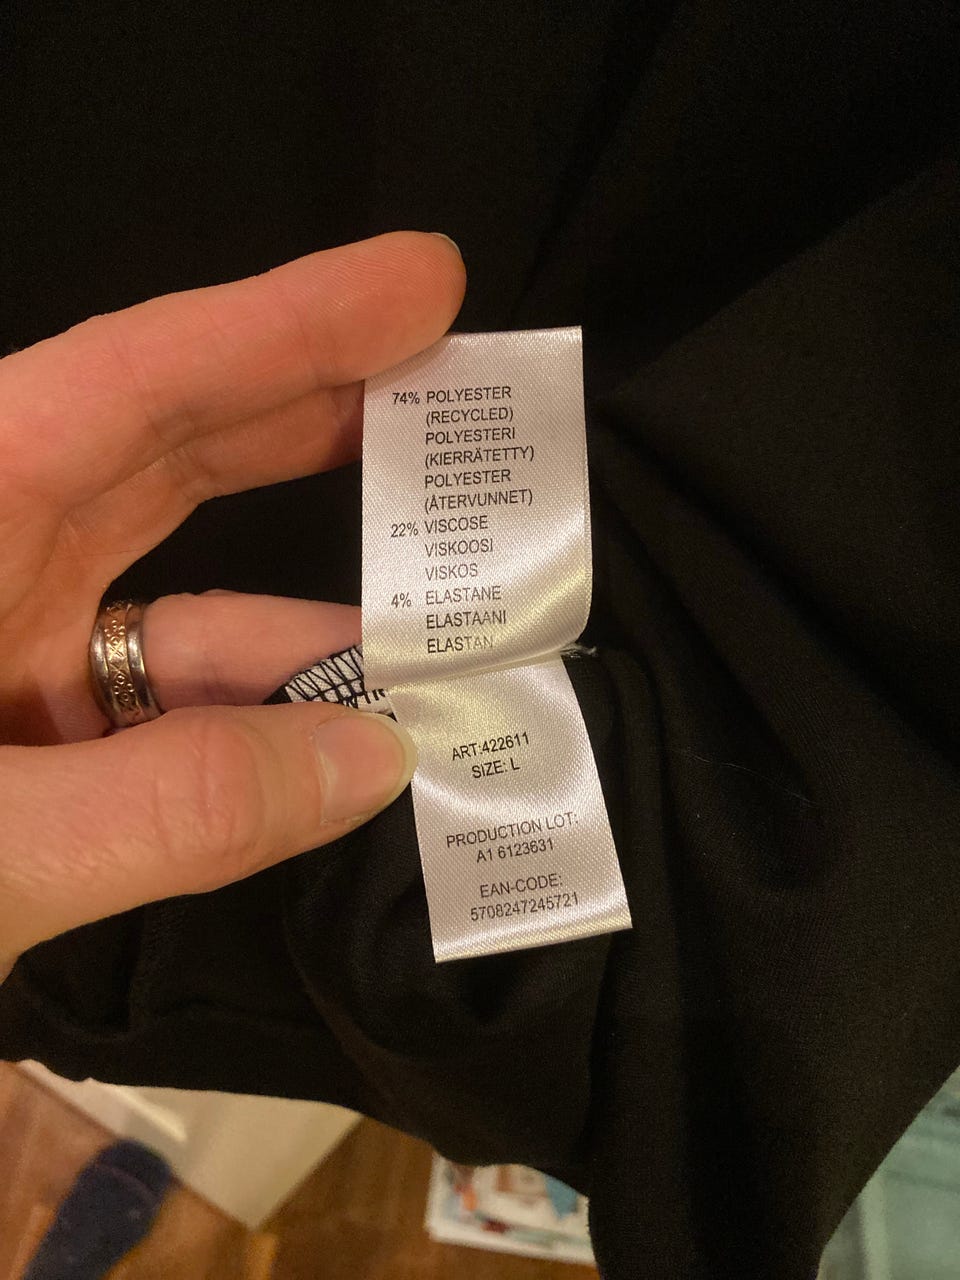 74% POLYESTER
(RECYCLED)
POLYESTERI
(KIERRÄTETTY)
POLYESTER
(ÅTERVUNNET)
22% VISCOSE
VISKOOSI
VISKOS
4% ELASTANE
ELASTAANI
ELASTAN
ART:422611
SIZE: L
PRODUCTION LOT:
A1 6123631
EAN-CODE:
5708247245721